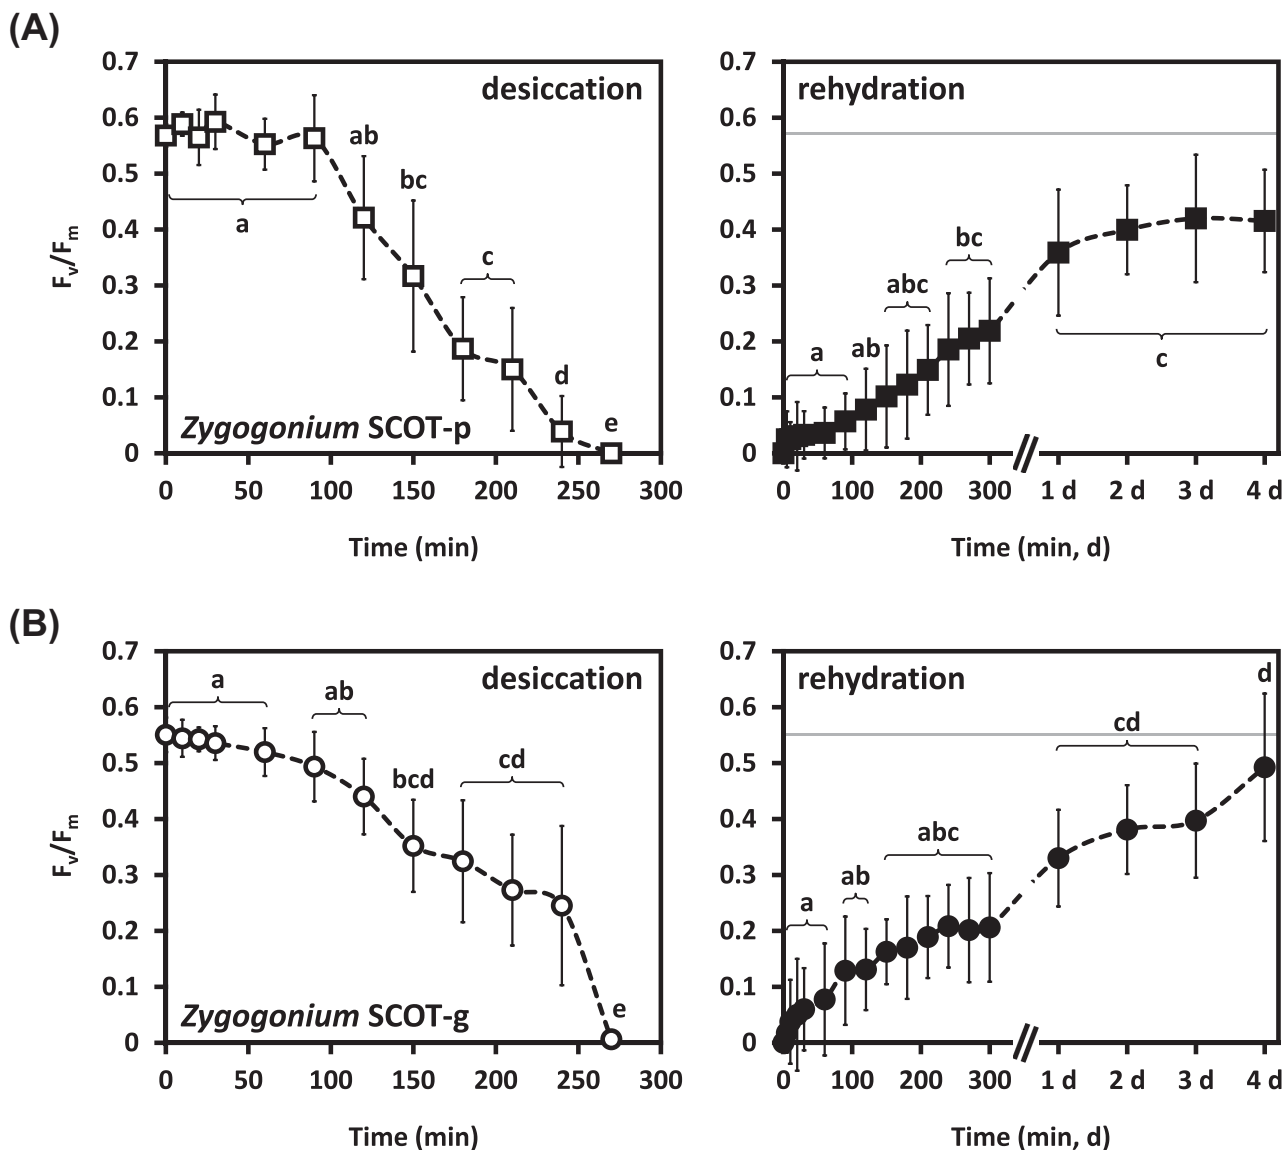 (A)
0.7
0.6
0.5
0.4
0.3
0.2
0.1
0
Fv/Fm
desiccation
a
ab
bc
c
d
e
Zygogonium SCOT-p
0 50 100 150 200 250 300
Time (min)
0.7
0.6
0.5
0.4
0.3
0.2
0.1
0
rehydration
a
ab
abc
bc
c
0 100 200 300 1 d 2 d 3 d 4 d
Time (min, d)
(B)
0.7
0.6
0.5
0.4
0.3
0.2
0.1
0
Fv/Fm
desiccation
a
ab
bcd
cd
e
Zygogonium SCOT-g
0 50 100 150 200 250 300
Time (min)
0.7
0.6
0.5
0.4
0.3
0.2
0.1
0
rehydration
a
ab
abc
cd
d
0 100 200 300 1 d 2 d 3 d 4 d
Time (min, d)